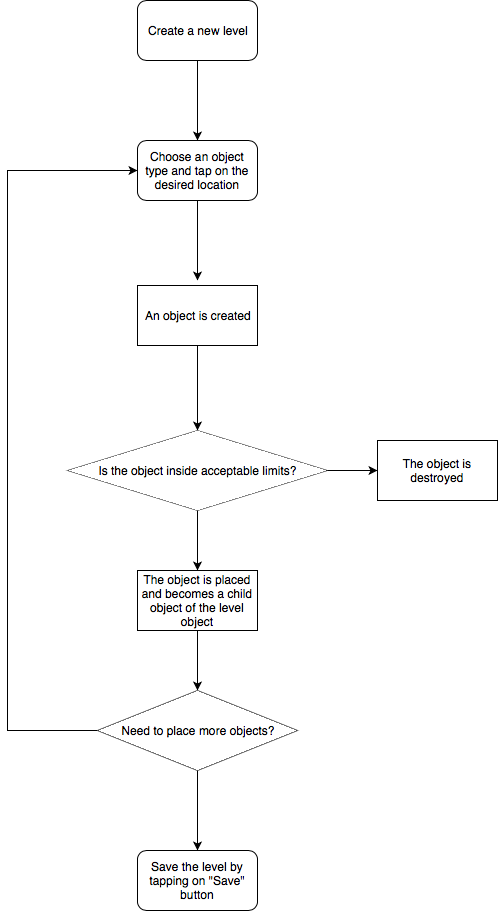 Create a new level
Choose an object
type and tap on the
desired location
An object is created
Is the object inside acceptable limits?
The object is
destroyed
The object is placed
and becomes a child
object of the level
object
Need to place more objects?
Save the level by
tapping on "Save"
button